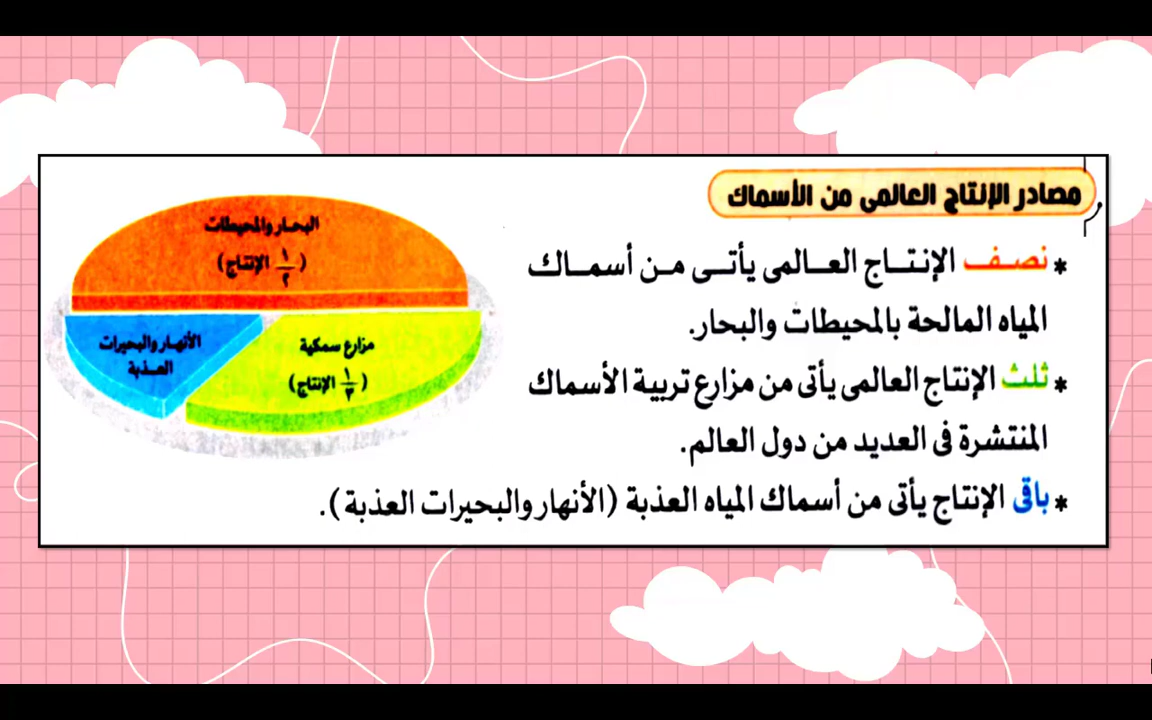 مصادر الإنتاج العالمى من الأسماك
* نصف الإنتاج العالمى يأتى من أسماك
المياه المالحة بالمحيطات والبحار.
* ثلث الإنتاج العالمى يأتى من مزارع تربية الأسماك
المنتشرة فى العديد من دول العالم.
* باقى الإنتاج يأتى من أسماك المياه العذبة (الأنهار والبحيرات العذبة).
البحار والمحيطات
(١/٢ الإنتاج)
مزارع سمكية
(١/٣ الإنتاج)
الأنهار والبحيرات
العذبة